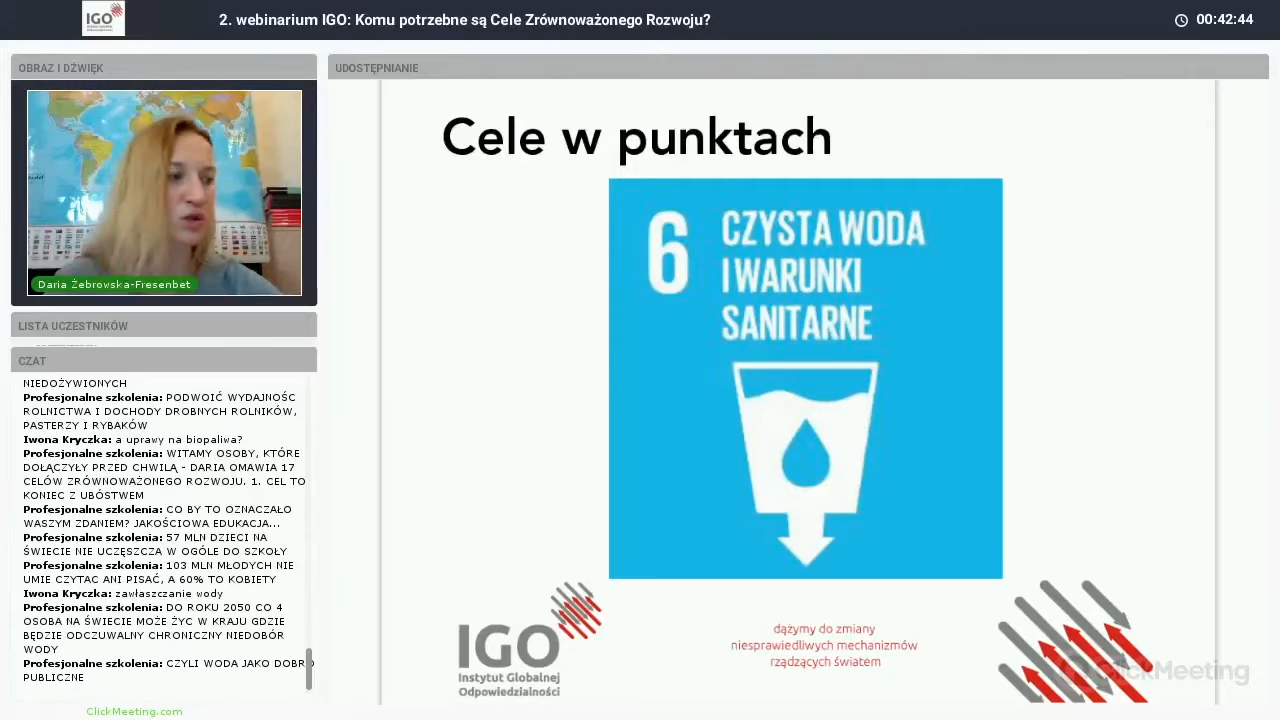 IGO
2. webinarium IGO: Komu potrzebne są Cele Zrównoważonego Rozwoju?
00:42:44
OBRAZ I DŹWIĘK
Daria Żebrowska-Fresenbet
LISTA UCZESTNIKÓW
CZAT
NIEDOŻYWIONYCH
Profesjonalne szkolenia: PODWOIĆ WYDAJNOŚC
ROLNICTWA I DOCHODY DROBNYCH ROLNIKÓW,
PASTERZY I RYBAKÓW
Iwona Kryczka: a uprawy na biopaliwa?
Profesjonalne szkolenia: WITAMY OSOBY, KTÓRE
DOŁĄCZYŁY PRZED CHWILĄ - DARIA OMAWIA 17
CELÓW ZRÓWNOWAŻONEGO ROZWOJU. 1. CEL TO
KONIEC Z UBÓSTWEM
Profesjonalne szkolenia: CO BY TO OZNACZAŁO
WASZYM ZDANIEM? JAKOŚCIOWA EDUKACJA...
Profesjonalne szkolenia: 57 MLN DZIECI NA
ŚWIECIE NIE UCZĘSZCZA W OGÓLE DO SZKOŁY
Profesjonalne szkolenia: 103 MLN MŁODYCH NIE
UMIE CZYTAC ANI PISAĆ, A 60% TO KOBIETY
Iwona Kryczka: zawłaszczanie wody
Profesjonalne szkolenia: DO ROKU 2050 CO 4
OSOBA NA ŚWIECIE MOŻE ŻYC W KRAJU GDZIE
BĘDZIE ODCZUWALNY CHRONICZNY NIEDOBÓR
WODY
Profesjonalne szkolenia: CZYLI WODA JAKO DOBRO
PUBLICZNE
ClickMeeting.com
UDOSTĘPNIANIE
Cele w punktach
6 CZYSTA WODA
I WARUNKI
SANITARNE
IGO
Instytut Globalnej
Odpowiedzialności
dążymy do zmiany
niesprawiedliwych mechanizmów
rządzących światem
ClickMeeting